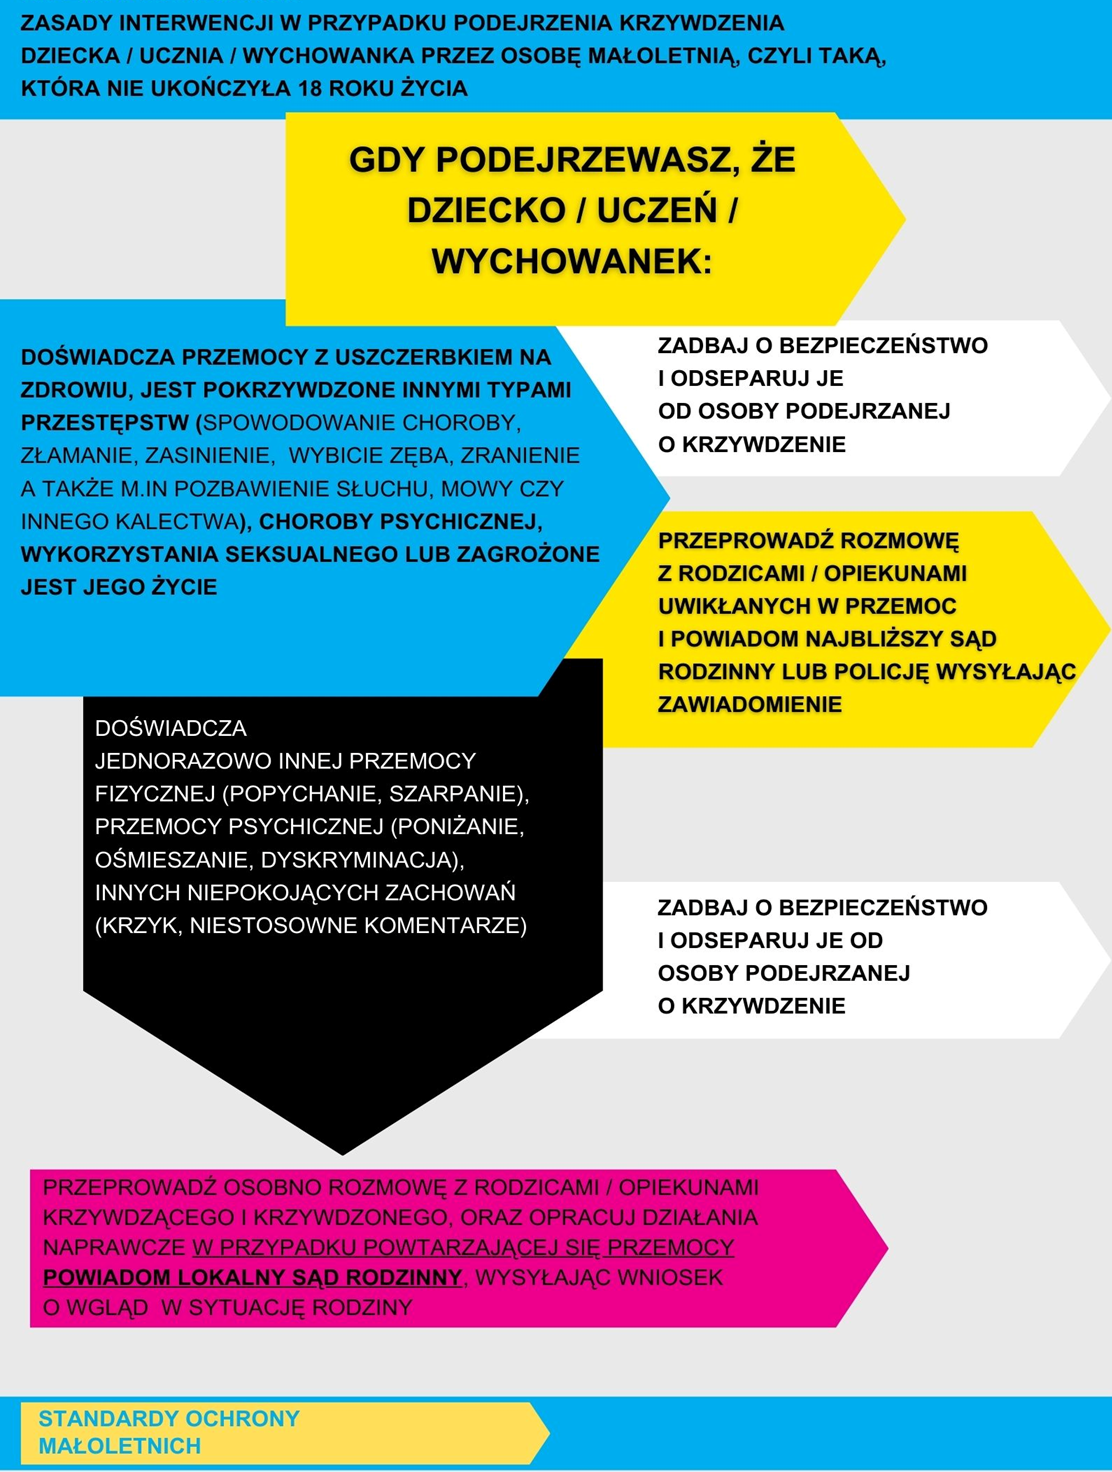 ZASADY INTERWENCJI W PRZYPADKU PODEJRZENIA KRZYWDZENIA
DZIECKA / UCZNIA / WYCHOWANKA PRZEZ OSOBĘ MAŁOLETNIĄ, CZYLI TAKĄ,
KTÓRA NIE UKOŃCZYŁA 18 ROKU ŻYCIA
GDY PODEJRZEWASZ, ŻE
DZIECKO / UCZEŃ /
WYCHOWANEK:
DOŚWIADCZA PRZEMOCY Z USZCZERBKIEM NA
ZDROWIU, JEST POKRZYWDZONE INNYMI TYPAMI
PRZESTĘPSTW (SPOWODOWANIE CHOROBY,
ZŁAMANIE, ZASINIENIE, WYBICIE ZĘBA, ZRANIENIE
A TAKŻE M.IN POZBAWIENIE SŁUCHU, MOWY CZY
INNEGO KALECTWA), CHOROBY PSYCHICZNEJ,
WYKORZYSTANIA SEKSUALNEGO LUB ZAGROŻONE
JEST JEGO ŻYCIE
ZADBAJ O BEZPIECZEŃSTWO
I ODSEPARUJ JE
OD OSOBY PODEJRZANEJ
O KRZYWDZENIE
PRZEPROWADŹ ROZMOWĘ
Z RODZICAMI / OPIEKUNAMI
UWIKŁANYCH W PRZEMOC
I POWIADOM NAJBLIŻSZY SĄD
RODZINNY LUB POLICJĘ WYSYŁAJĄC
ZAWIADOMIENIE
DOŚWIADCZA
JEDNORAZOWO INNEJ PRZEMOCY
FIZYCZNEJ (POPYCHANIE, SZARPANIE),
PRZEMOCY PSYCHICZNEJ (PONIŻANIE,
OŚMIESZANIE, DYSKRYMINACJA),
INNYCH NIEPOKOJĄCYCH ZACHOWAŃ
(KRZYK, NIESTOSOWNE KOMENTARZE)
ZADBAJ O BEZPIECZEŃSTWO
I ODSEPARUJ JE OD
OSOBY PODEJRZANEJ
O KRZYWDZENIE
PRZEPROWADŹ OSOBNO ROZMOWĘ Z RODZICAMI / OPIEKUNAMI
KRZYWDZĄCEGO I KRZYWDZONEGO, ORAZ OPRACUJ DZIAŁANIA
NAPRAWCZE W PRZYPADKU POWTARZAJĄCEJ SIĘ PRZEMOCY
POWIADOM LOKALNY SĄD RODZINNY, WYSYŁAJĄC WNIOSEK
O WGLĄD W SYTUACJĘ RODZINY
STANDARDY OCHRONY
MAŁOLETNICH